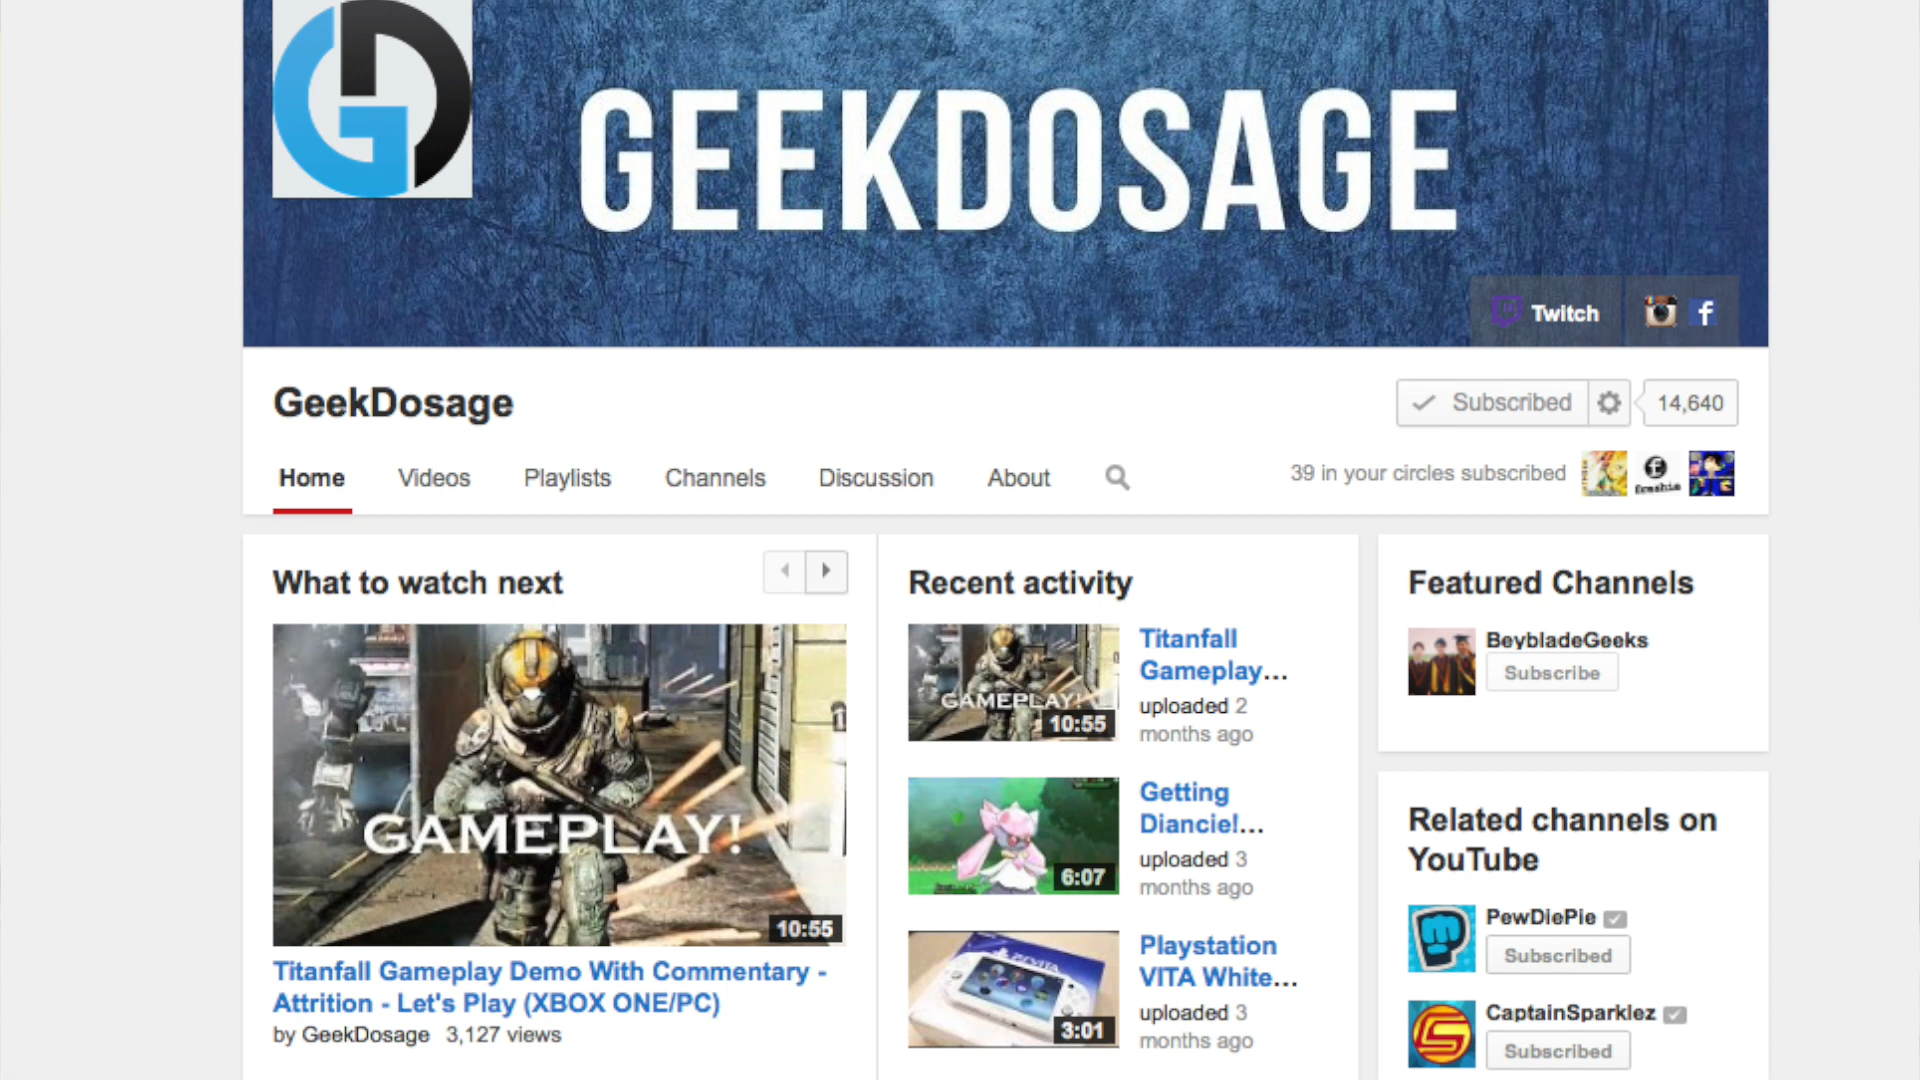 GEEKDOSAGE
Twitch
GeekDosage
Subscribed
14,640
Home
Videos
Playlists
Channels
Discussion
About
39 in your circles subscribed
What to watch next
GAMEPLAY!
10:55
Titanfall Gameplay Demo With Commentary -
Attrition - Let's Play (XBOX ONE/PC)
by GeekDosage 3,127 views
Recent activity
GAMEPLAY!
10:55
Titanfall
Gameplay...
uploaded 2
months ago
6:07
Getting
Diancie!...
uploaded 3
months ago
PSVITA
3:01
Playstation
VITA White...
uploaded 3
months ago
Featured Channels
BeybladeGeeks
Subscribe
Related channels on
YouTube
PewDiePie
Subscribed
CaptainSparklez
Subscribed